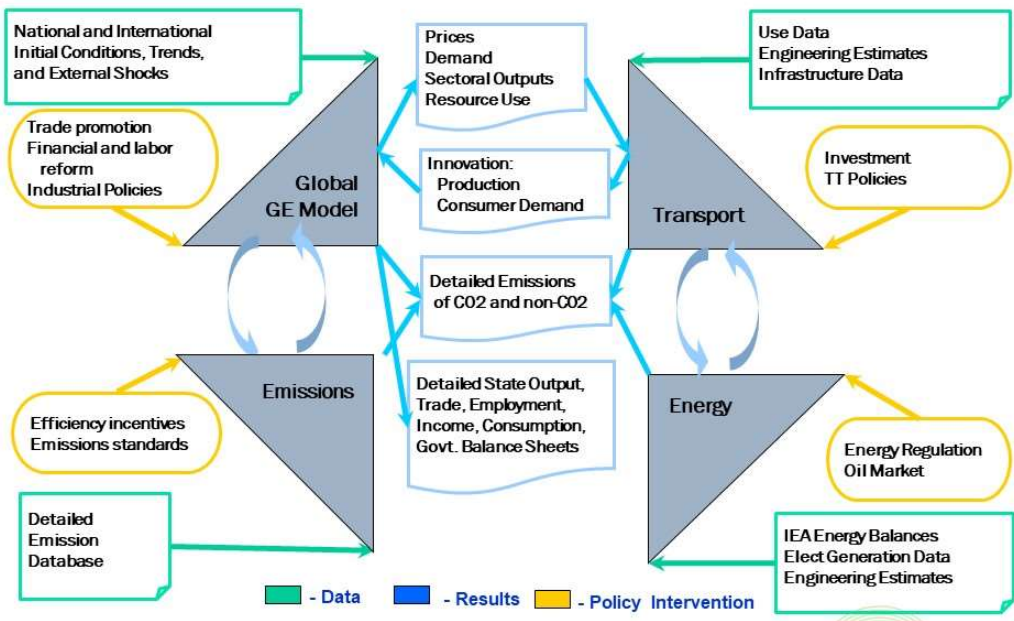 National and International
Initial Conditions, Trends,
and External Shocks
Prices
Demand
Sectoral Outputs
Resource Use
Use Data
Engineering Estimates
Infrastructure Data
Trade promotion
Financial and labor
reform
Industrial Policies
Global
GE Model
Innovation:
Production
Consumer Demand
Transport
Investment
TT Policies
Detailed Emissions
of CO2 and non-CO2
Emissions
Detailed State Output,
Trade, Employment,
Income, Consumption,
Govt. Balance Sheets
Energy
Efficiency incentives
Emissions standards
Energy Regulation
Oil Market
Detailed
Emission
Database
IEA Energy Balances
Elect Generation Data
Engineering Estimates
- Data
- Results
- Policy Intervention